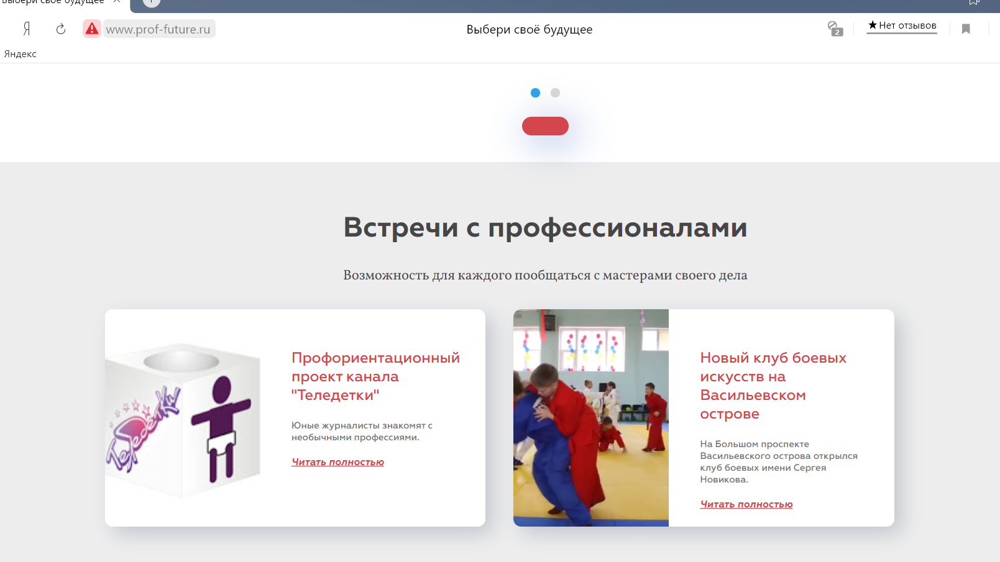 Выбери своё будущее
Я
www.prof-future.ru
Выбери своё будущее
2
Нет отзывов
Яндекс
Встречи с профессионалами
Возможность для каждого пообщаться с мастерами своего дела
Теледетки
Профориентационный
проект канала
"Теледетки"
Юные журналисты знакомят с
необычными профессиями.
Читать полностью
Новый клуб боевых
искусств на
Васильевском
острове
На Большом проспекте
Васильевского острова открылся
клуб боевых имени Сергея
Новикова.
Читать полностью